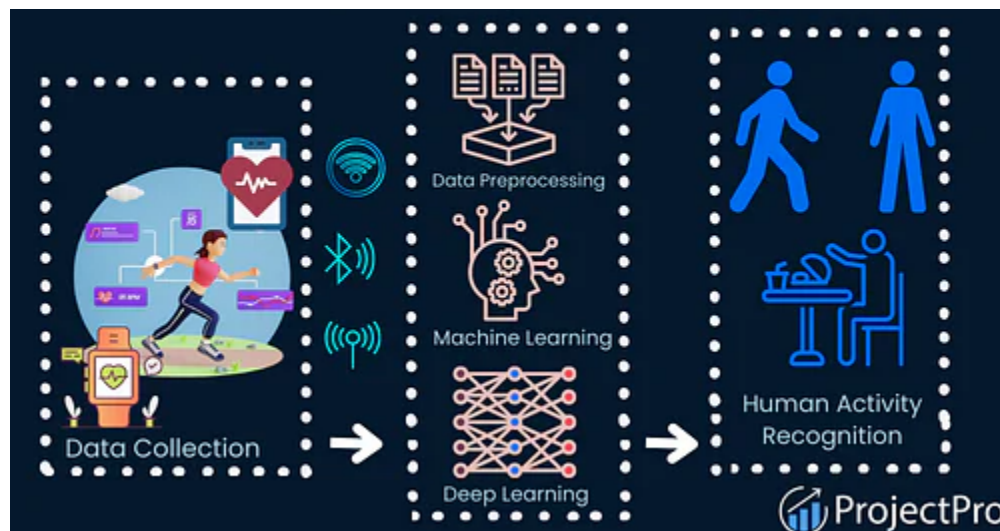 Data Collection
Data Preprocessing
Machine Learning
Deep Learning
Human Activity
Recognition
ProjectPro